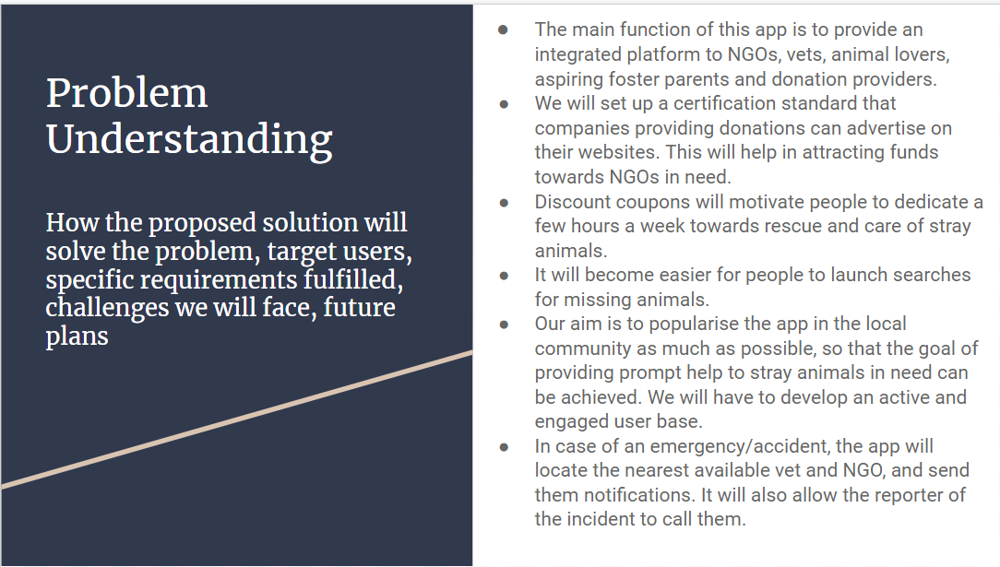 Problem
Understanding
How the proposed solution will
solve the problem, target users,
specific requirements fulfilled,
challenges we will face, future
plans
● The main function of this app is to provide an
integrated platform to NGOs, vets, animal lovers,
aspiring foster parents and donation providers.
● We will set up a certification standard that
companies providing donations can advertise on
their websites. This will help in attracting funds
towards NGOs in need.
● Discount coupons will motivate people to dedicate a
few hours a week towards rescue and care of stray
animals.
● It will become easier for people to launch searches
for missing animals.
● Our aim is to popularise the app in the local
community as much as possible, so that the goal of
providing prompt help to stray animals in need can
be achieved. We will have to develop an active and
engaged user base.
● In case of an emergency/accident, the app will
locate the nearest available vet and NGO, and send
them notifications. It will also allow the reporter of
the incident to call them.